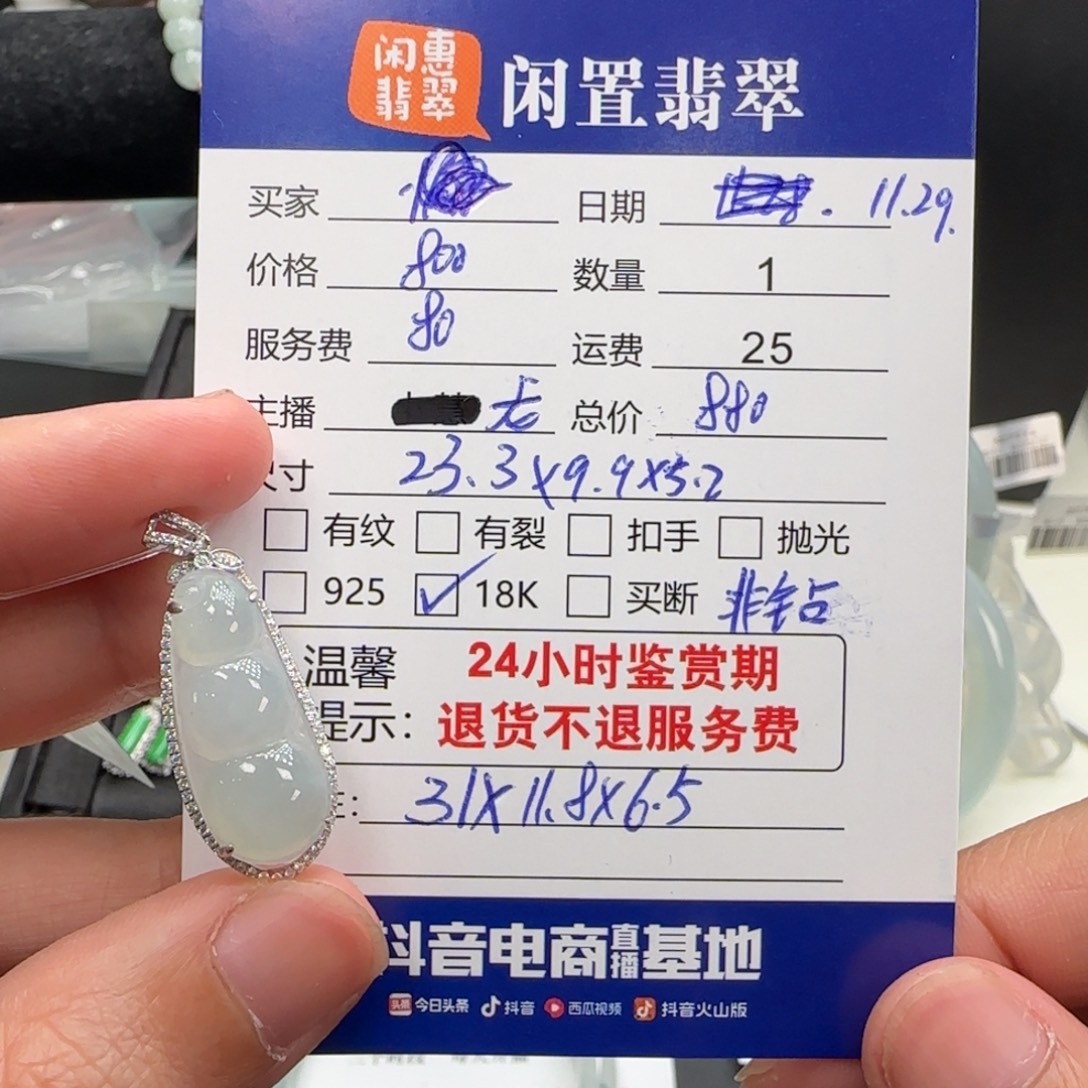 闲惠
翡翠
闲置翡翠
买家 日期 11.29.
价格 800 数量 1
服务费 80 运费 25
主播 总价 880
尺寸 23.3X9.9X5.2
有纹 有裂 扣手 抛光
925 ✓ 18K 买断 非钻
温馨 24小时鉴赏期
提示: 退货不退服务费
: 31X11.8X6.5
抖音电商直播基地
头条 今日头条 抖音 西瓜视频 抖音火山版